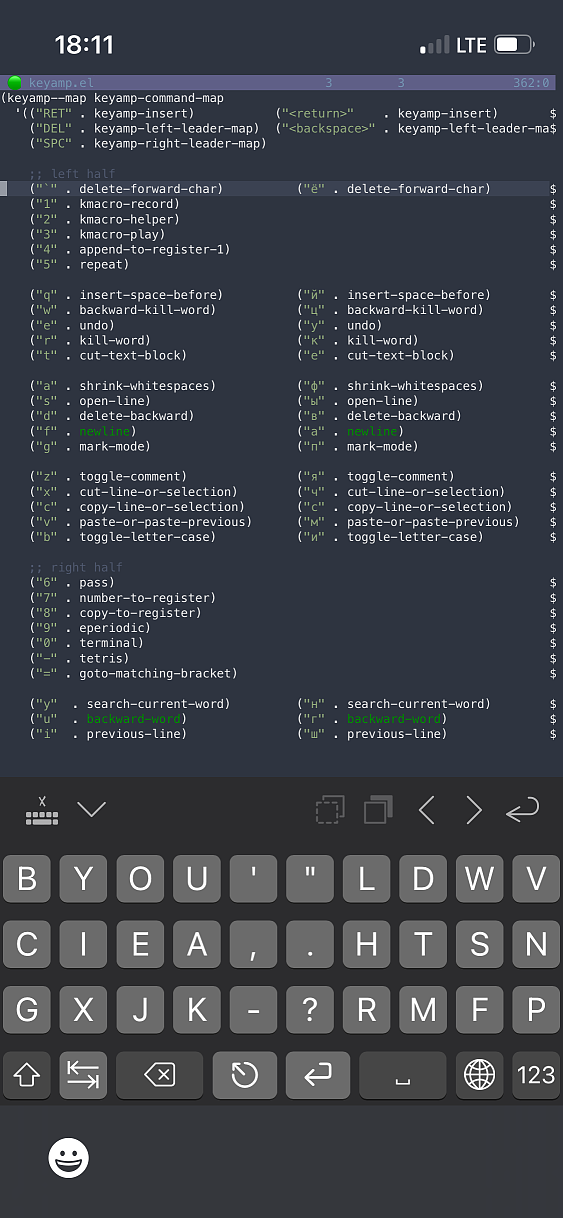 18:11 LTE
keyamp.el 3 3 362:0
(keyamp--map keyamp-command-map
'(("RET" . keyamp-insert) ("<return>" . keyamp-insert) $
("DEL" . keyamp-left-leader-map) ("<backspace>" . keyamp-left-leader-ma$
("SPC" . keyamp-right-leader-map)
;; left half
("`" . delete-forward-char) ("ё" . delete-forward-char) $
("1" . kmacro-record) $
("2" . kmacro-helper) $
("3" . kmacro-play) $
("4" . append-to-register-1) $
("5" . repeat) $
("q" . insert-space-before) ("й" . insert-space-before) $
("w" . backward-kill-word) ("ц" . backward-kill-word) $
("e" . undo) ("у" . undo) $
("r" . kill-word) ("к" . kill-word) $
("t" . cut-text-block) ("е" . cut-text-block) $
("a" . shrink-whitespaces) ("ф" . shrink-whitespaces) $
("s" . open-line) ("ы" . open-line) $
("d" . delete-backward) ("в" . delete-backward) $
("f" . newline) ("а" . newline) $
("g" . mark-mode) ("п" . mark-mode) $
("z" . toggle-comment) ("я" . toggle-comment) $
("x" . cut-line-or-selection) ("ч" . cut-line-or-selection) $
("c" . copy-line-or-selection) ("с" . copy-line-or-selection) $
("v" . paste-or-paste-previous) ("м" . paste-or-paste-previous) $
("b" . toggle-letter-case) ("и" . toggle-letter-case) $
;; right half
("6" . pass) $
("7" . number-to-register) $
("8" . copy-to-register) $
("9" . eperiodic) $
("0" . terminal) $
("-" . tetris) $
("=" . goto-matching-bracket) $
("y" . search-current-word) ("н" . search-current-word) $
("u" . backward-word) ("г" . backward-word) $
("i" . previous-line) ("ш" . previous-line) $
B Y O U ' " L D W V
C I E A , . H T S N
G X J K - ? R M F P
123